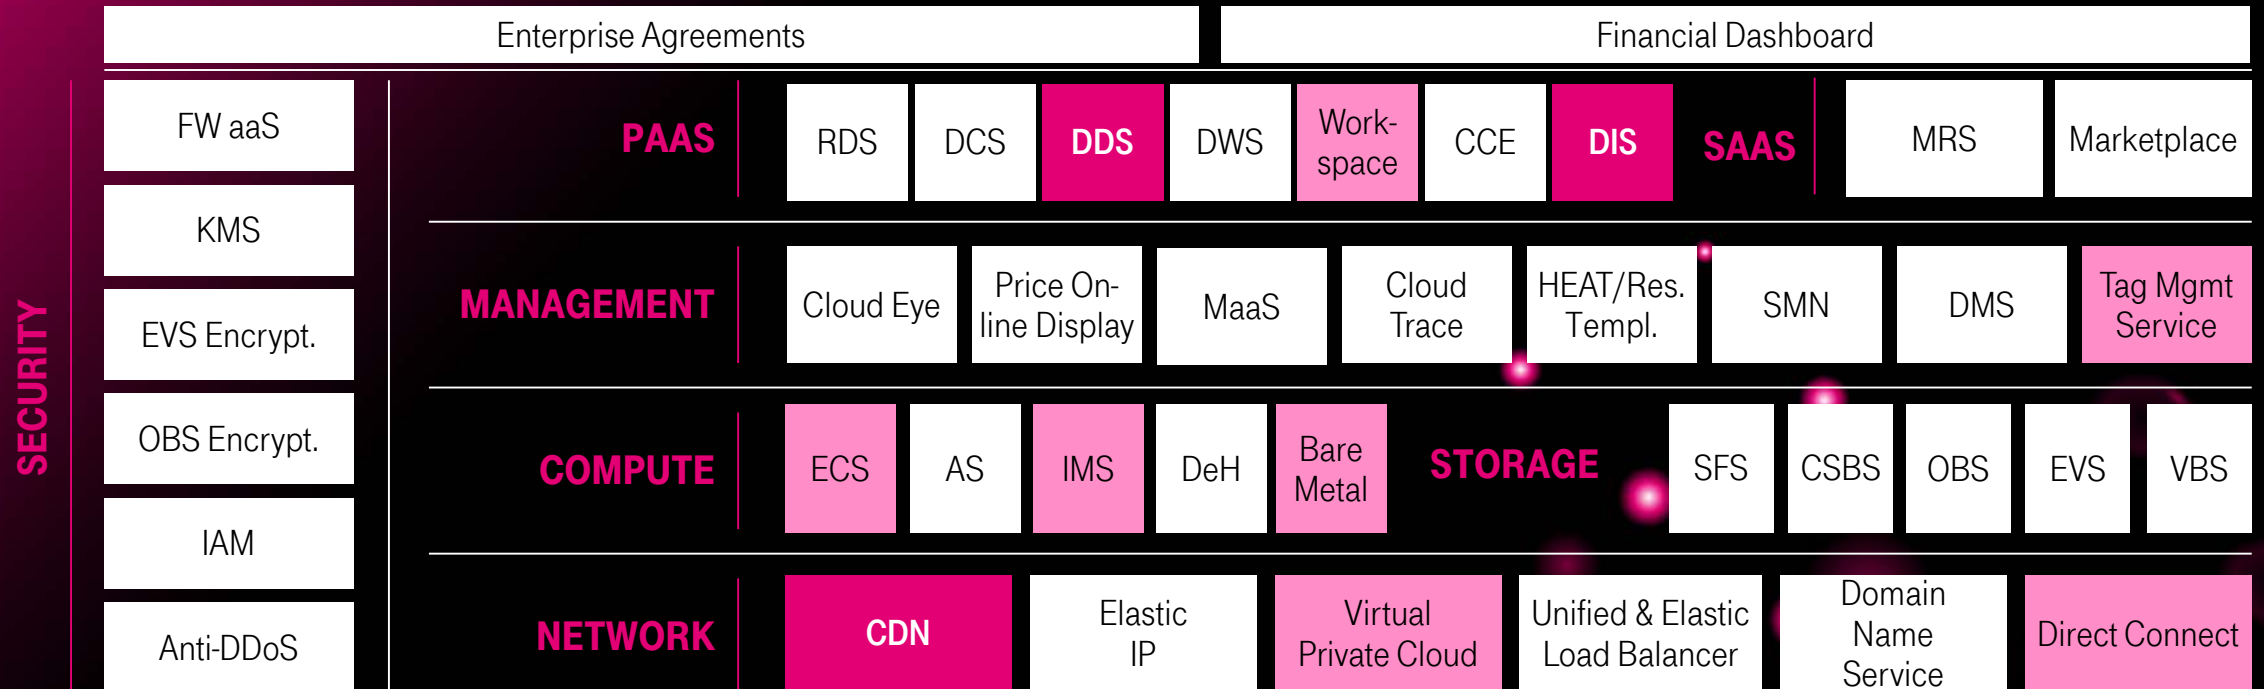 Enterprise Agreements
Financial Dashboard
SECURITY
FW aaS
KMS
EVS Encrypt.
OBS Encrypt.
IAM
Anti-DDoS
PAAS
RDS
DCS
DDS
DWS
Work-
space
CCE
DIS
SAAS
MRS
Marketplace
MANAGEMENT
Cloud Eye
Price On-
line Display
MaaS
Cloud
Trace
HEAT/Res.
Templ.
SMN
DMS
Tag Mgmt
Service
COMPUTE
ECS
AS
IMS
DeH
Bare
Metal
STORAGE
SFS
CSBS
OBS
EVS
VBS
NETWORK
CDN
Elastic
IP
Virtual
Private Cloud
Unified & Elastic
Load Balancer
Domain
Name
Service
Direct Connect